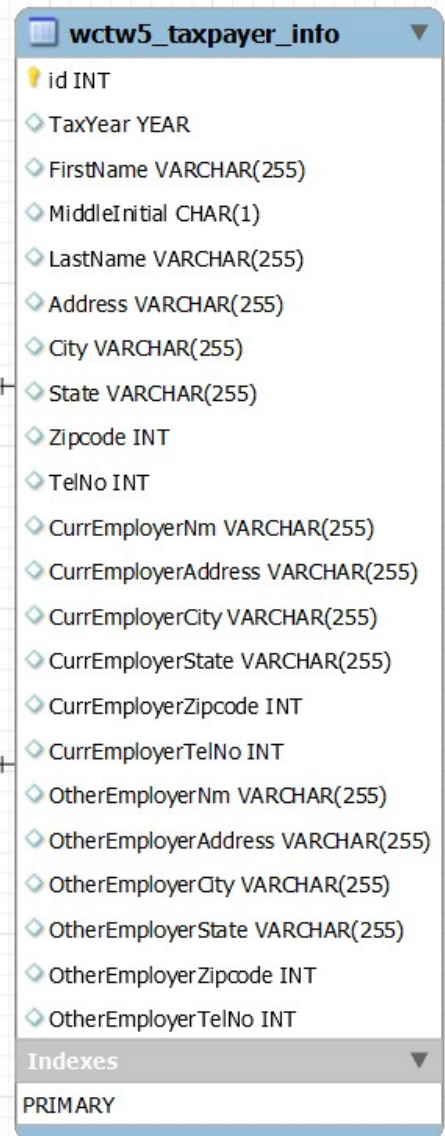 wctw5_taxpayer_info
id INT
TaxYear YEAR
FirstName VARCHAR(255)
MiddleInitial CHAR(1)
LastName VARCHAR(255)
Address VARCHAR(255)
City VARCHAR(255)
State VARCHAR(255)
Zipcode INT
TelNo INT
CurrEmployerNm VARCHAR(255)
CurrEmployerAddress VARCHAR(255)
CurrEmployerCity VARCHAR(255)
CurrEmployerState VARCHAR(255)
CurrEmployerZipcode INT
CurrEmployerTelNo INT
OtherEmployerNm VARCHAR(255)
OtherEmployerAddress VARCHAR(255)
OtherEmployerCity VARCHAR(255)
OtherEmployerState VARCHAR(255)
OtherEmployerZipcode INT
OtherEmployerTelNo INT
Indexes
PRIMARY